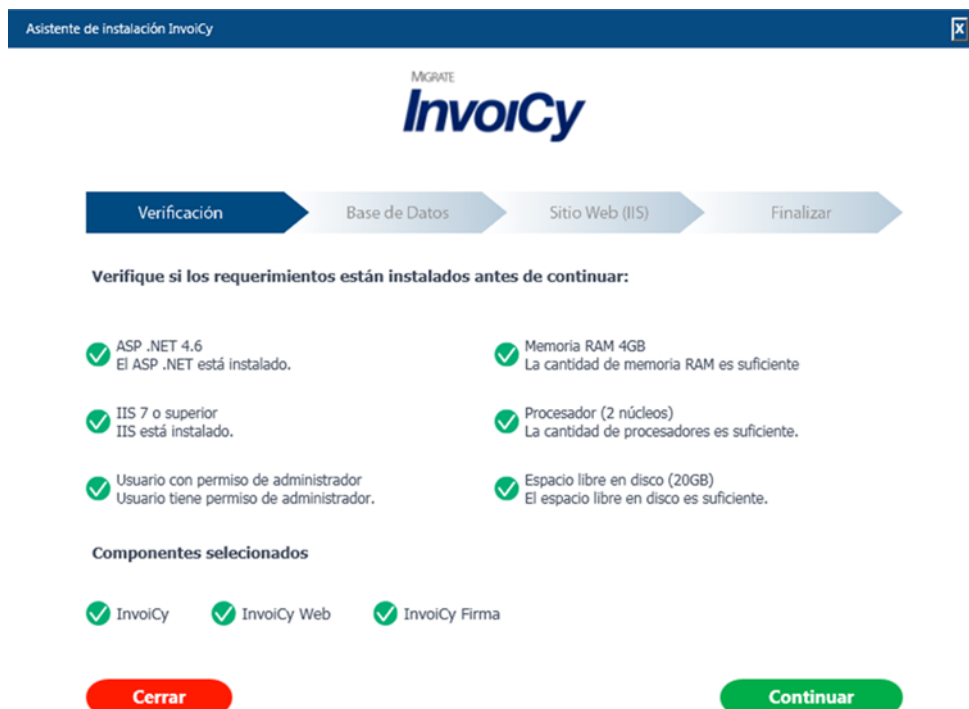 Asistente de instalación InvoiCy
X
MIGRATE
InvoiCy
Verificación
Base de Datos
Sitio Web (IIS)
Finalizar
Verifique si los requerimientos están instalados antes de continuar:
ASP .NET 4.6
El ASP .NET está instalado.
Memoria RAM 4GB
La cantidad de memoria RAM es suficiente
IIS 7 o superior
IIS está instalado.
Procesador (2 núcleos)
La cantidad de procesadores es suficiente.
Usuario con permiso de administrador
Usuario tiene permiso de administrador.
Espacio libre en disco (20GB)
El espacio libre en disco es suficiente.
Componentes selecionados
InvoiCy
InvoiCy Web
InvoiCy Firma
Cerrar
Continuar